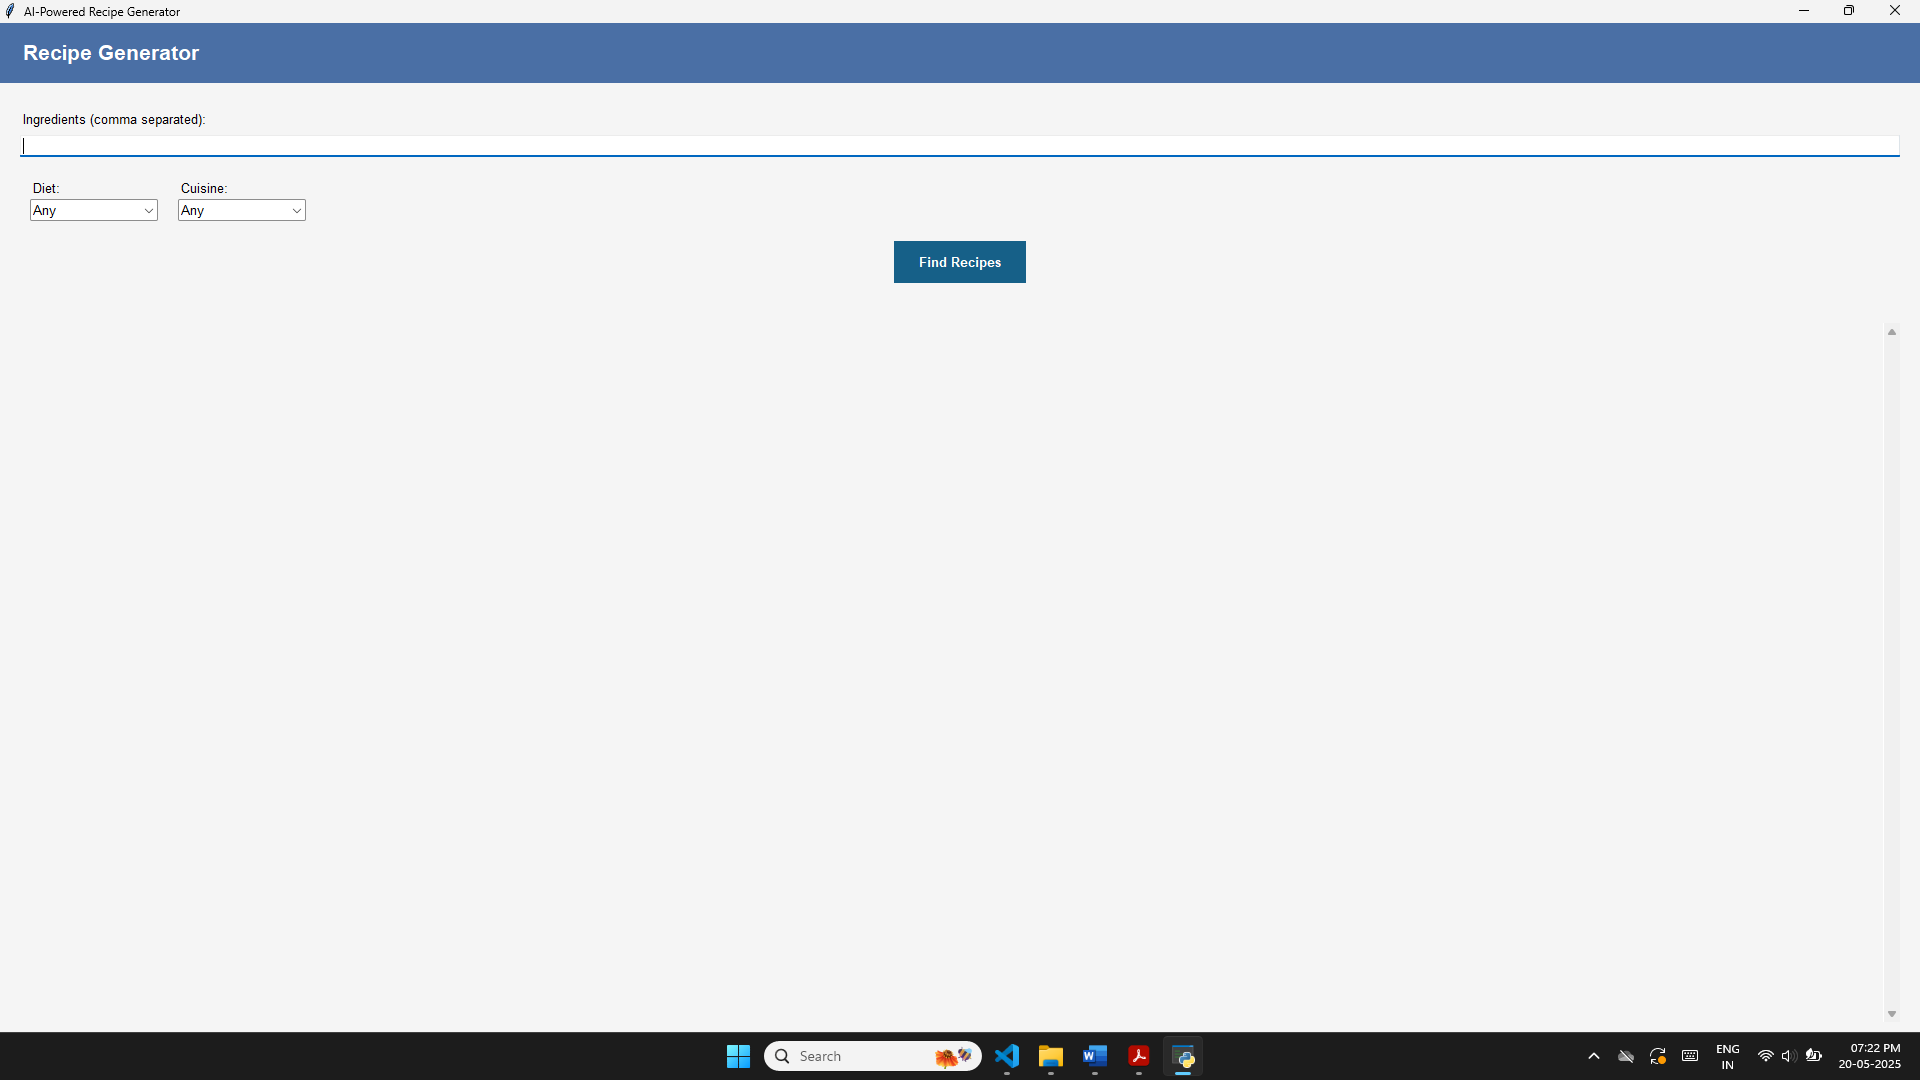 AI-Powered Recipe Generator
Recipe Generator
Ingredients (comma separated):
Diet:
Cuisine:
Any
Any
Find Recipes
Search
ENG
IN
07:22 PM
20-05-2025